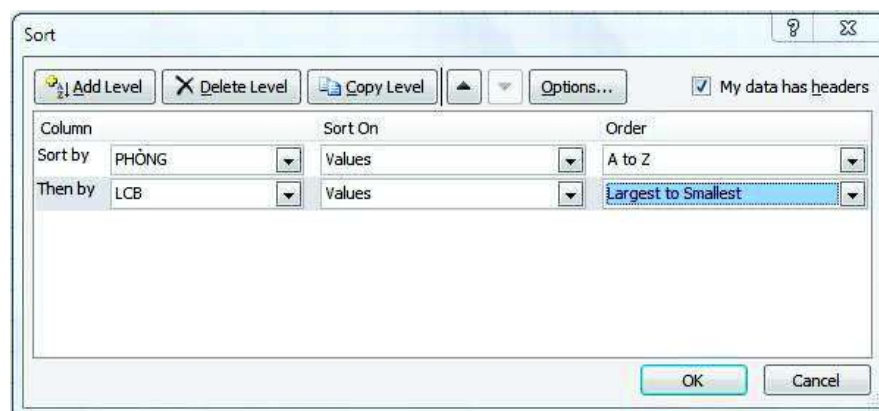 Sort
Add Level Delete Level Copy Level Options... My data has headers
Column Sort On Order
Sort by PHÒNG Values A to Z
Then by LCB Values Largest to Smallest
OK Cancel